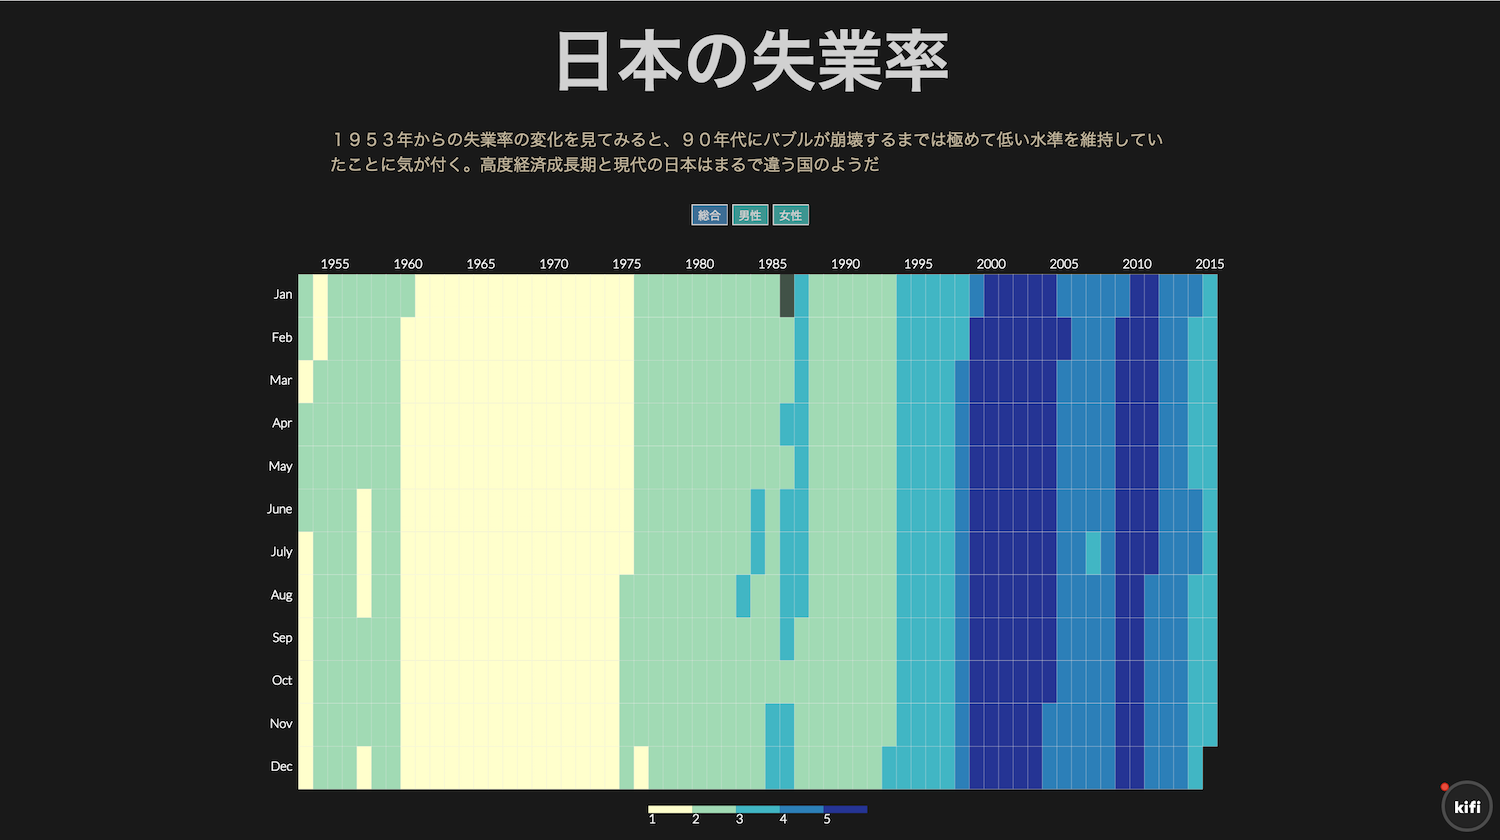 日本の失業率
１９５３年からの失業率の変化を見てみると、９０年代にバブルが崩壊するまでは極めて低い水準を維持してい
たことに気が付く。高度経済成長期と現代の日本はまるで違う国のようだ
総合 男性 女性
1955 1960 1965 1970 1975 1980 1985 1990 1995 2000 2005 2010 2015
Jan
Feb
Mar
Apr
May
June
July
Aug
Sep
Oct
Nov
Dec
1 2 3 4 5
kifi